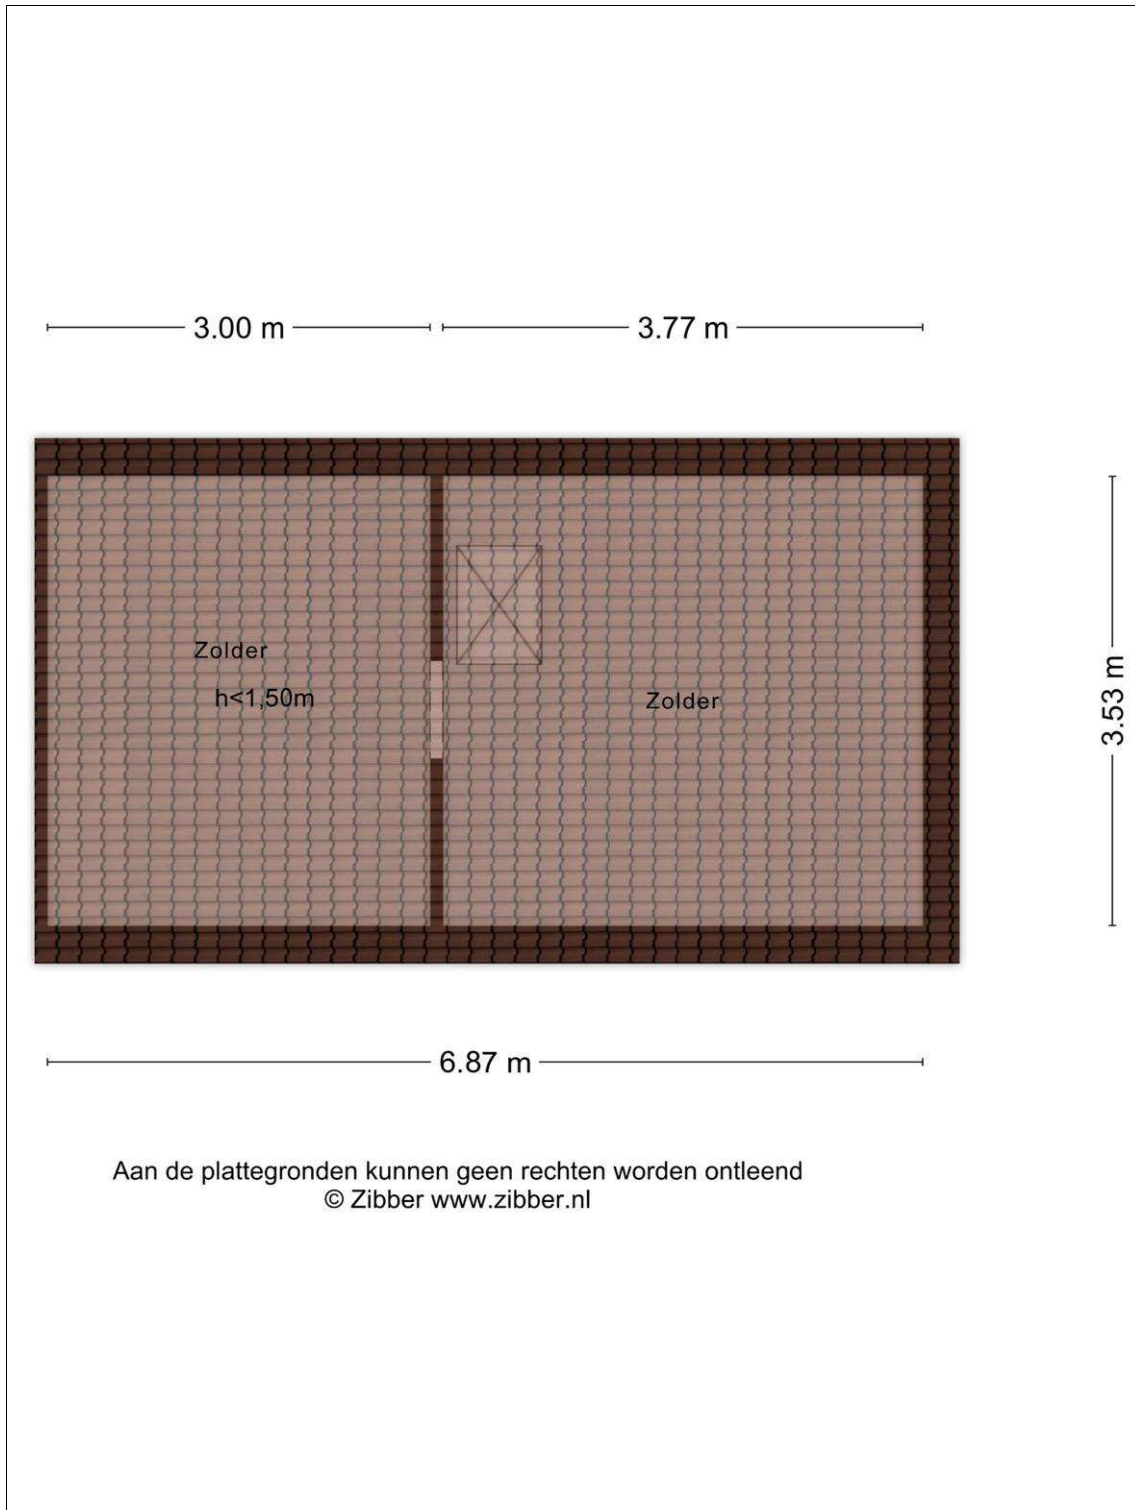 3.00 m
3.77 m
Zolder
h<1,50m
Zolder
3.53 m
6.87 m
Aan de plattegronden kunnen geen rechten worden ontleend
© Zibber www.zibber.nl